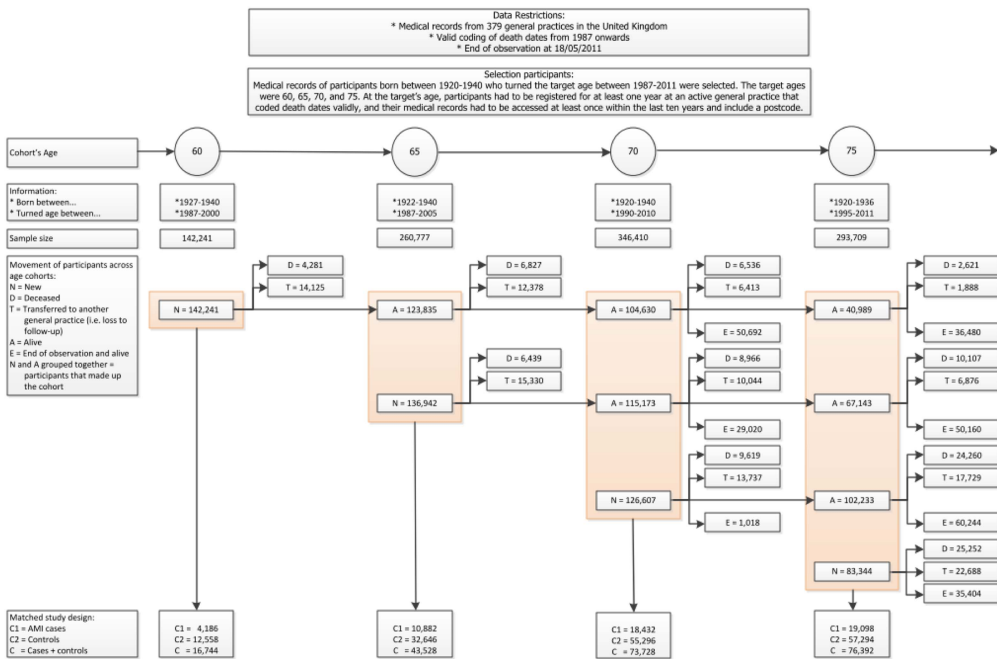 Data Restrictions:
* Medical records from 379 general practices in the United Kingdom
* Valid coding of death dates from 1987 onwards
* End of observation at 18/05/2011
Selection participants:
Medical records of participants born between 1920-1940 who turned the target age between 1987-2011 were selected. The target ages
were 60, 65, 70, and 75. At the target's age, participants had to be registered for at least one year at an active general practice that
coded death dates validly, and their medical records had to be accessed at least once within the last ten years and include a postcode.
Cohort's Age
60
65
70
75
Information:
* Born between...
* Turned age between...
*1927-1940
*1987-2000
*1922-1940
*1987-2005
*1920-1940
*1990-2010
*1920-1936
*1995-2011
Sample size
142,241
260,777
346,410
293,709
Movement of participants across
age cohorts:
N = New
D = Deceased
T = Transferred to another
general practice (i.e. loss to
follow-up)
A = Alive
E = End of observation and alive
N and A grouped together =
participants that made up
the cohort
N = 142,241
D = 4,281
T = 14,125
A = 123,835
D = 6,827
T = 12,378
N = 136,942
D = 6,439
T = 15,330
A = 104,630
D = 6,536
T = 6,413
E = 50,692
A = 115,173
D = 8,966
T = 10,044
E = 29,020
N = 126,607
D = 9,619
T = 13,737
E = 1,018
A = 40,989
D = 2,621
T = 1,888
E = 36,480
A = 67,143
D = 10,107
T = 6,876
E = 50,160
A = 102,233
D = 24,260
T = 17,729
E = 60,244
N = 83,344
D = 25,252
T = 22,688
E = 35,404
Matched study design:
C1 = AMI cases
C2 = Controls
C = Cases + controls
C1 = 4,186
C2 = 12,558
C = 16,744
C1 = 10,882
C2 = 32,646
C = 43,528
C1 = 18,432
C2 = 55,296
C = 73,728
C1 = 19,098
C2 = 57,294
C = 76,392